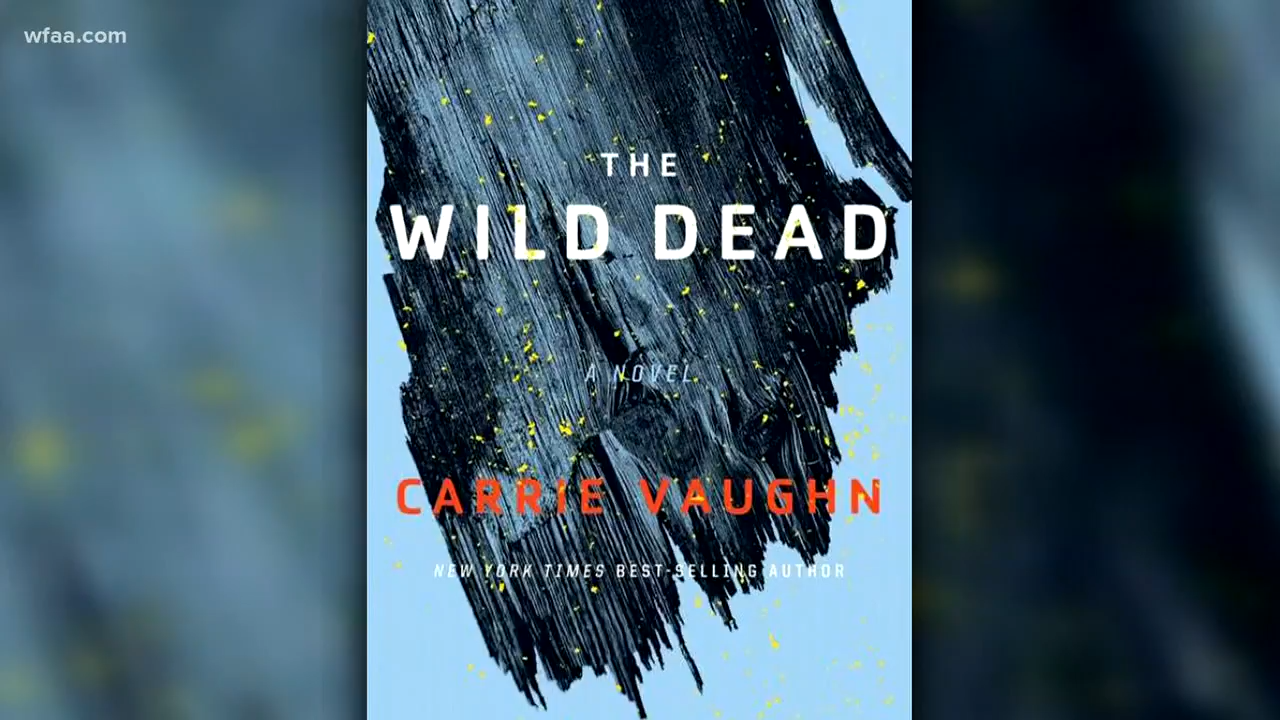 wfaa.com
THE
WILD DEAD
A NOVEL
CARRIE VAUGHN
NEW YORK TIMES BEST-SELLING AUTHOR